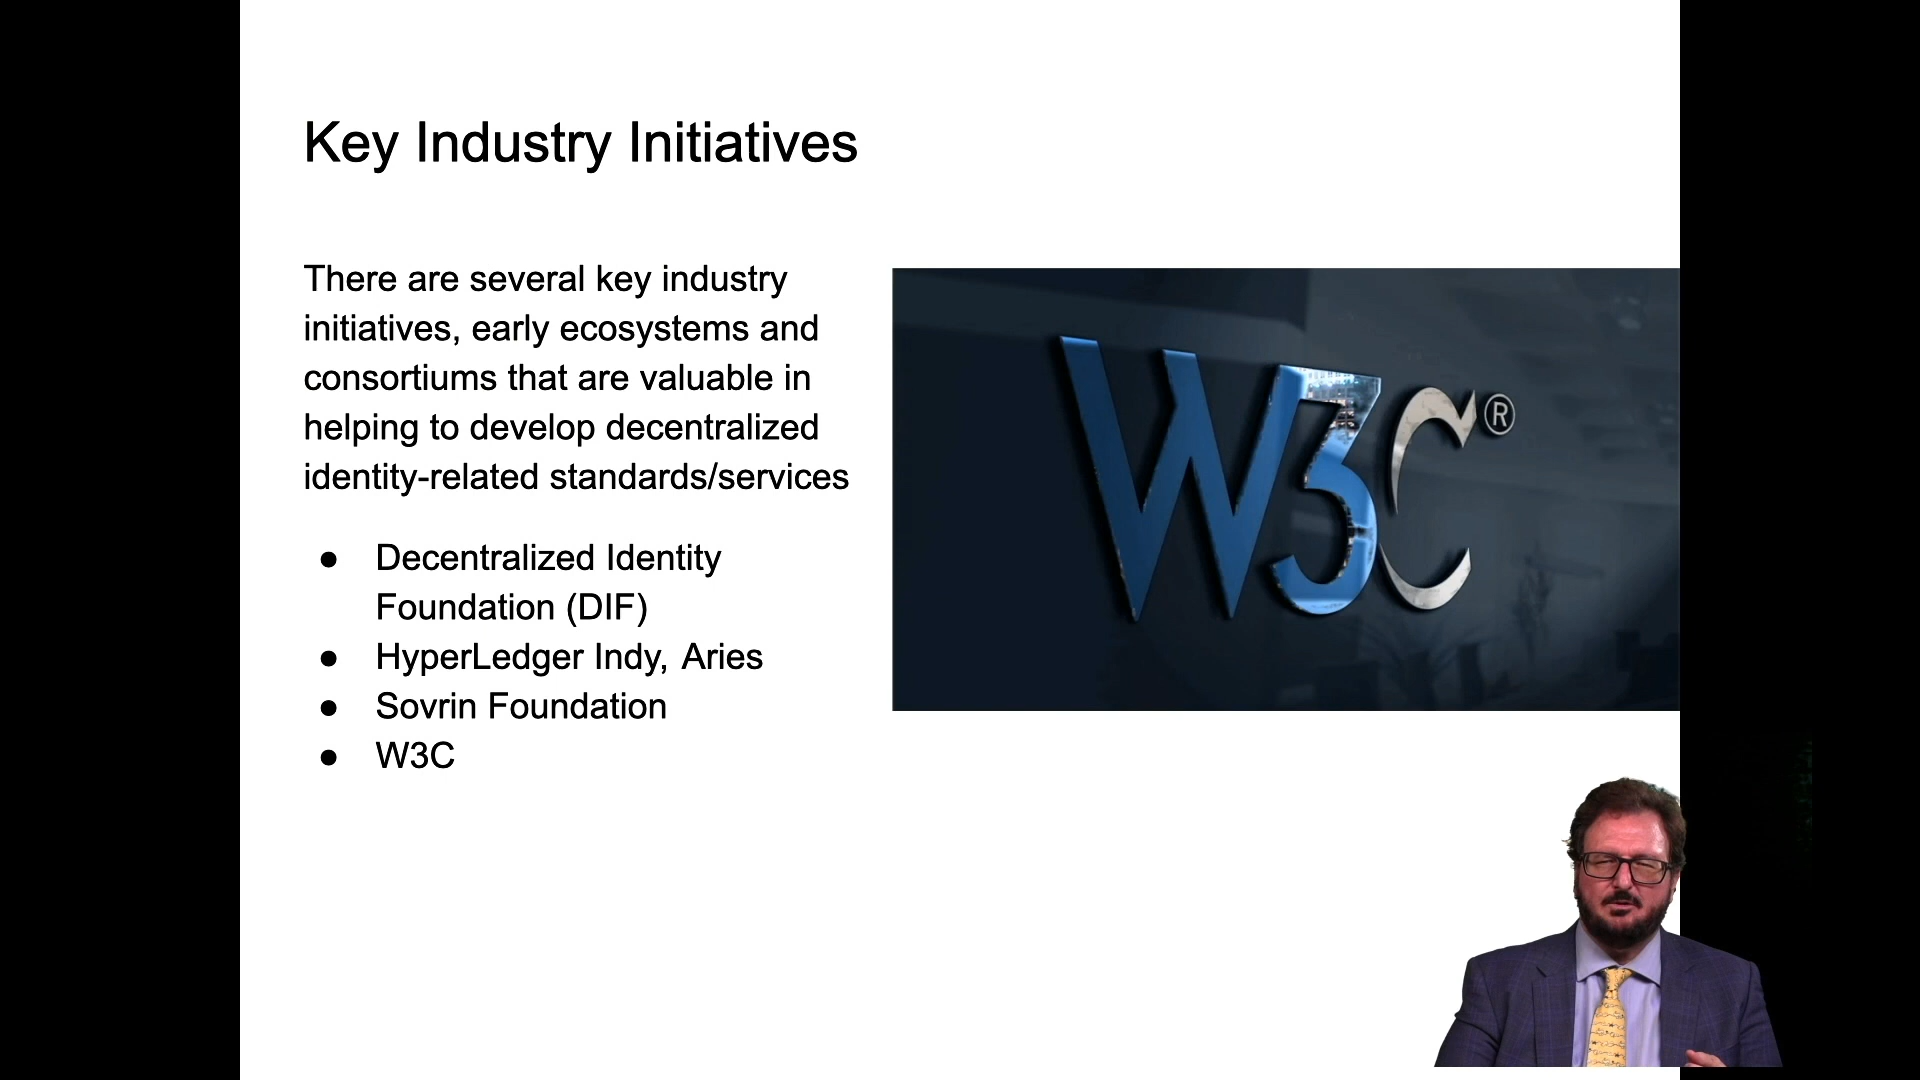 Key Industry Initiatives
There are several key industry
initiatives, early ecosystems and
consortiums that are valuable in
helping to develop decentralized
identity-related standards/services
● Decentralized Identity
Foundation (DIF)
● HyperLedger Indy, Aries
● Sovrin Foundation
● W3C
W3C®